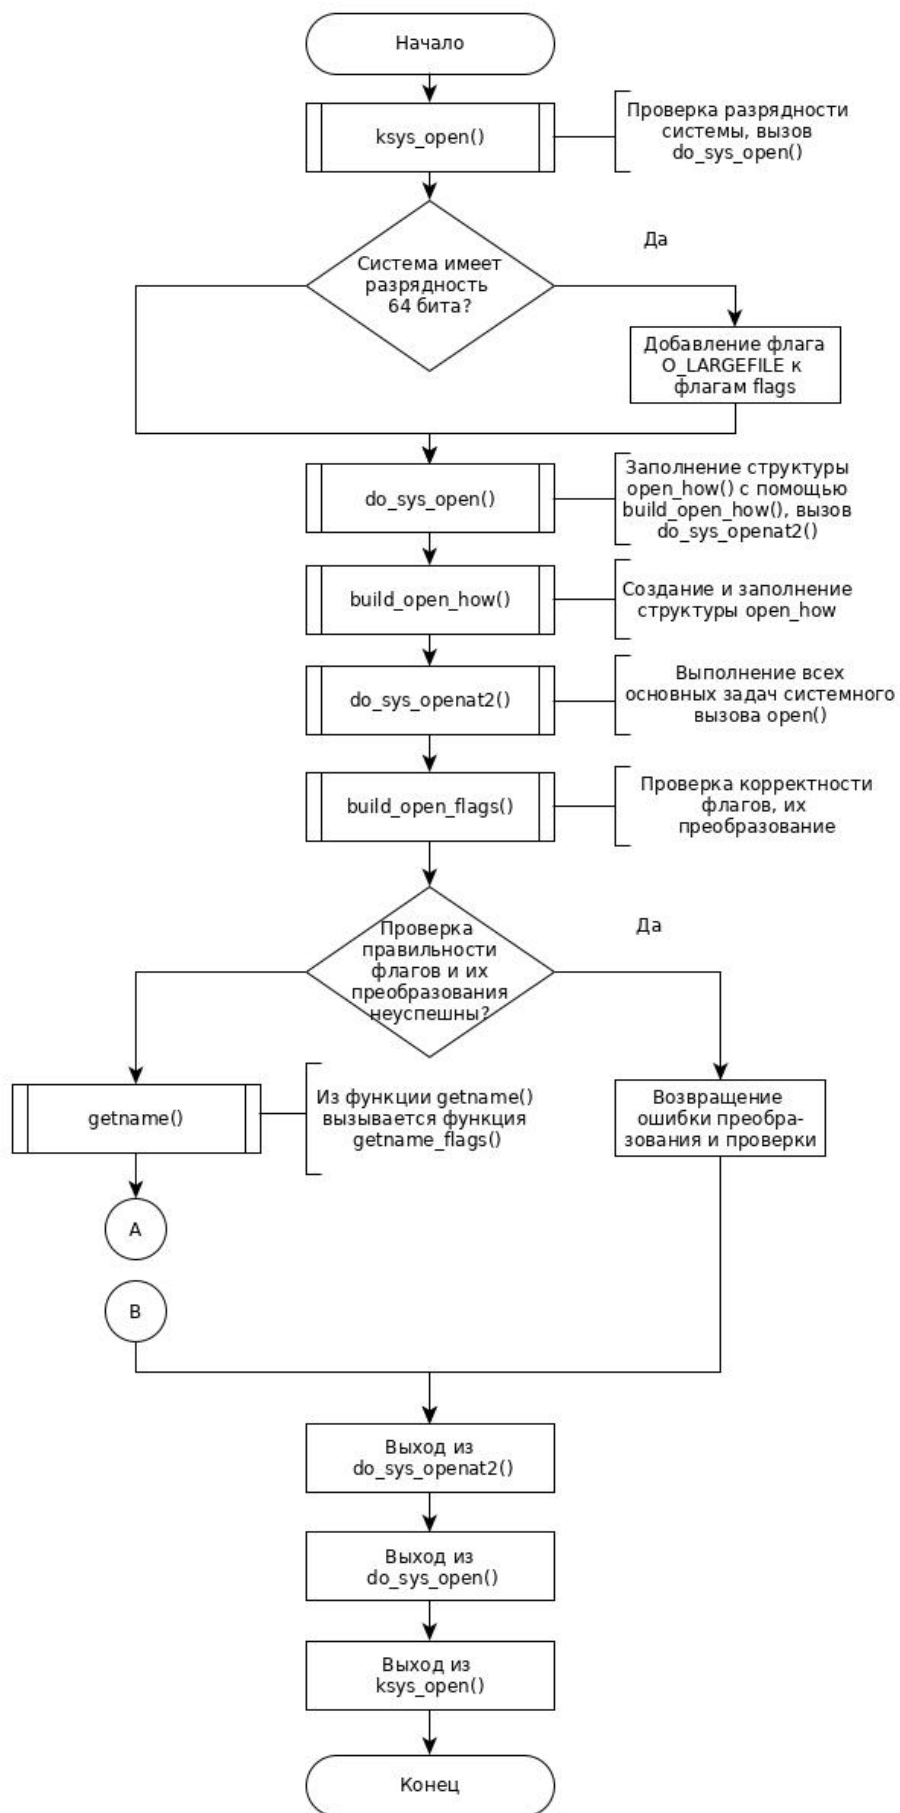 Начало
ksys_open()
Проверка разрядности
системы, вызов
do_sys_open()
Система имеет
разрядность
64 бита?
Да
Добавление флага
O_LARGEFILE к
флагам flags
do_sys_open()
Заполнение структуры
open_how() с помощью
build_open_how(), вызов
do_sys_openat2()
build_open_how()
Создание и заполнение
структуры open_how
do_sys_openat2()
Выполнение всех
основных задач системного
вызова open()
build_open_flags()
Проверка корректности
флагов, их
преобразование
Проверка
правильности
флагов и их
преобразования
неуспешны?
Да
getname()
Из функции getname()
вызывается функция
getname_flags()
Возвращение
ошибки преобра-
зования и проверки
A
B
Выход из
do_sys_openat2()
Выход из
do_sys_open()
Выход из
ksys_open()
Конец